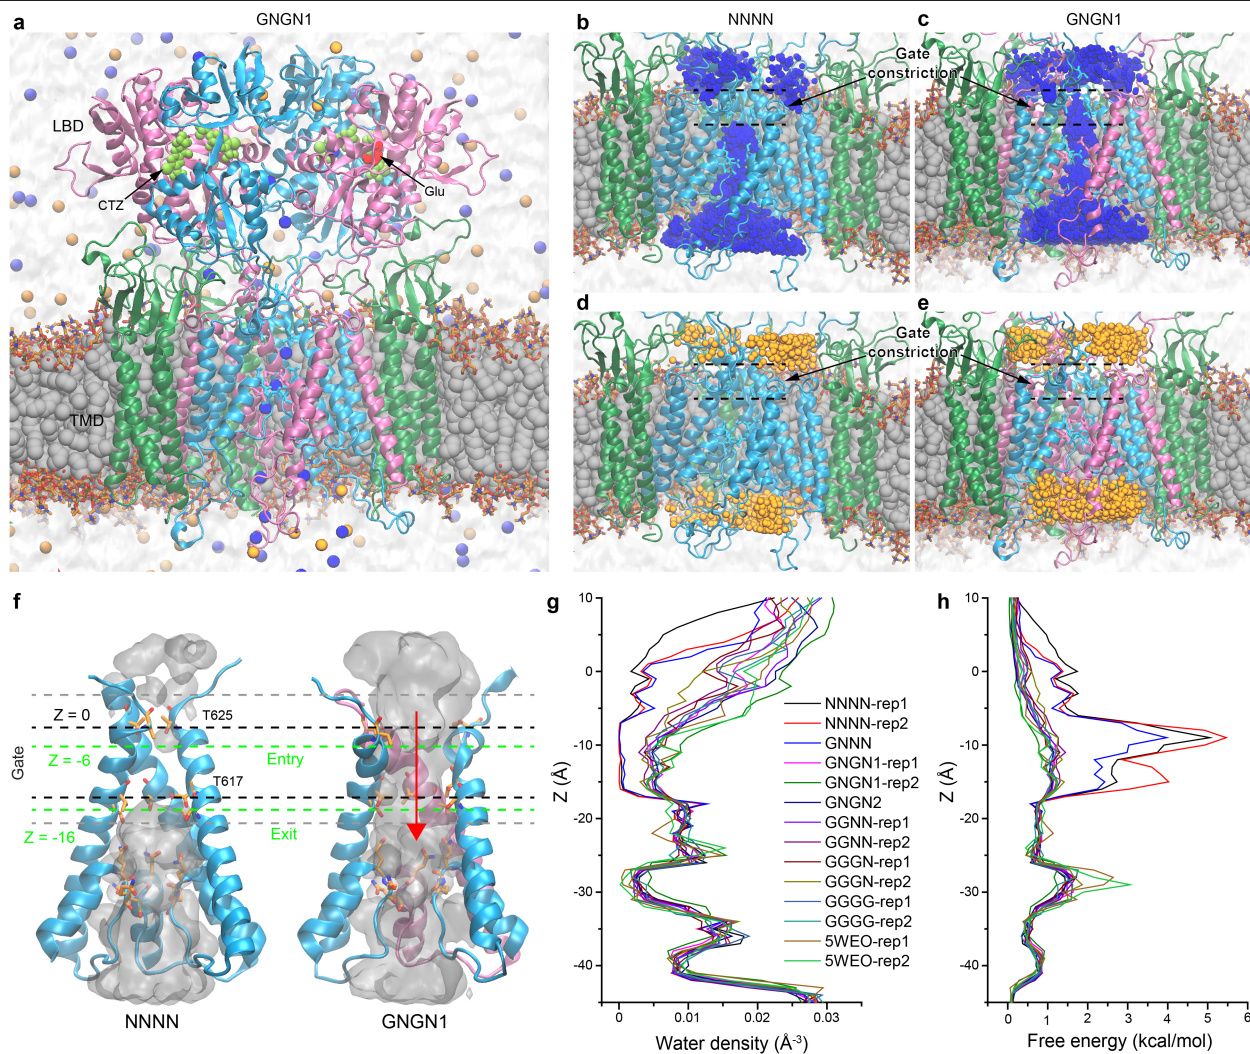 a
GNGN1
LBD
CTZ
Glu
TMD
b
NNNN
c
GNGN1
Gate
constriction
d
e
Gate
constriction
f
Gate
Z = 0
Z = -6
Z = -16
T625
T617
Entry
Exit
NNNN
GNGN1
g
10
0
-10
-20
-30
-40
Z (Å)
0
0.01
0.02
0.03
Water density (Å-3)
NNNN-rep1
NNNN-rep2
GNNN
GNGN1-rep1
GNGN1-rep2
GNGN2
GGNN-rep1
GGNN-rep2
GGGN-rep1
GGGN-rep2
GGGG-rep1
GGGG-rep2
5WEO-rep1
5WEO-rep2
h
10
0
-10
-20
-30
-40
Z (Å)
0
1
2
3
4
5
6
Free energy (kcal/mol)